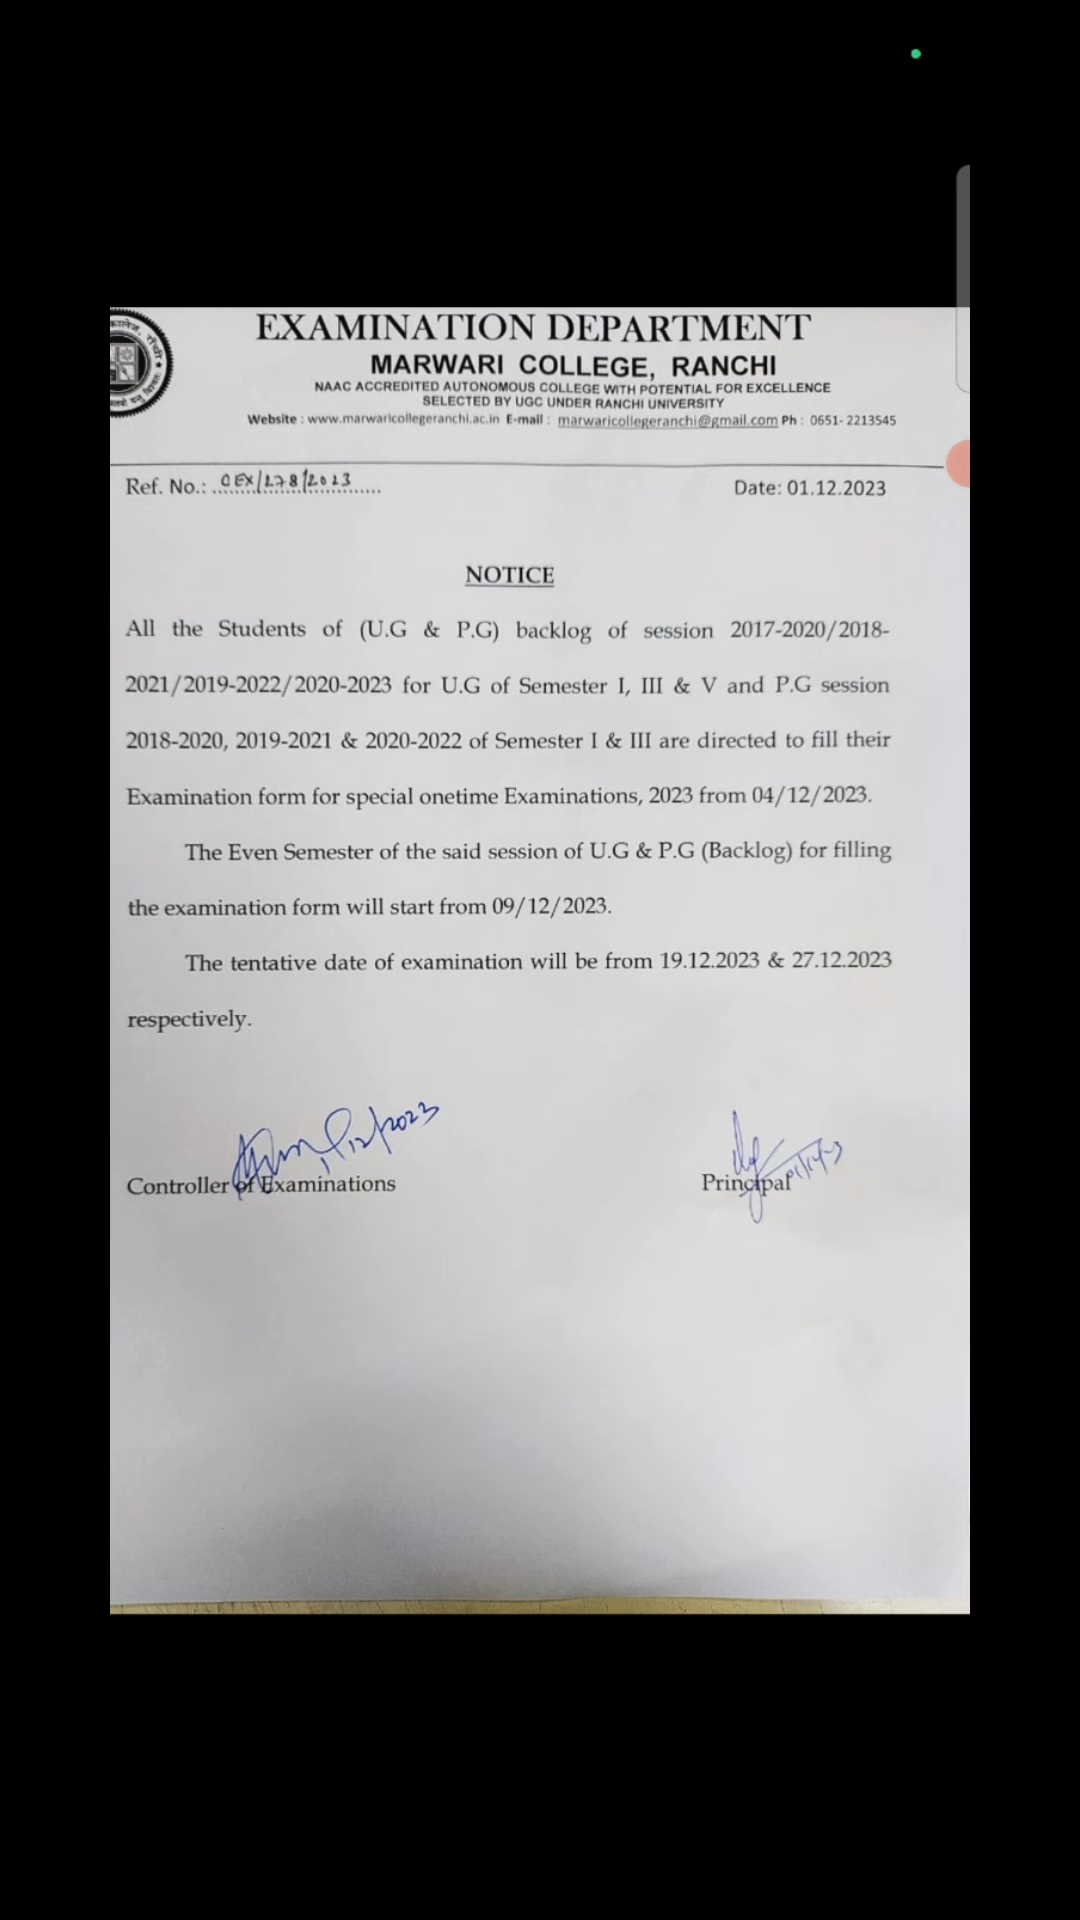 EXAMINATION DEPARTMENT
MARWARI COLLEGE, RANCHI
NAAC ACCREDITED AUTONOMOUS COLLEGE WITH POTENTIAL FOR EXCELLENCE
SELECTED BY UGC UNDER RANCHI UNIVERSITY
Website : www.marwaricollegeranchi.ac.in E-mail : marwaricollegeranchi@gmail.com Ph : 0651- 2213545
Ref. No.: CEX/278/2023 Date: 01.12.2023
NOTICE
All the Students of (U.G & P.G) backlog of session 2017-2020/2018-
2021/2019-2022/2020-2023 for U.G of Semester I, III & V and P.G session
2018-2020, 2019-2021 & 2020-2022 of Semester I & III are directed to fill their
Examination form for special onetime Examinations, 2023 from 04/12/2023.
The Even Semester of the said session of U.G & P.G (Backlog) for filling
the examination form will start from 09/12/2023.
The tentative date of examination will be from 19.12.2023 & 27.12.2023
respectively.
Controller of Examinations Principal